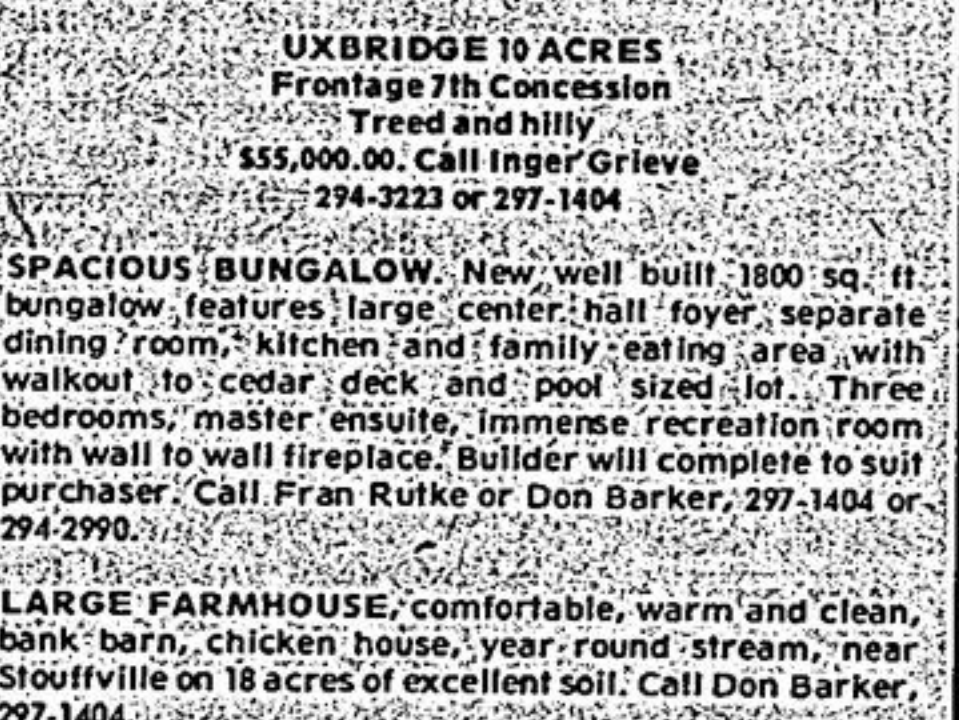 UXBRIDGE 10 ACRES
Frontage 7th Concession
Treed and hilly
$55,000.00. Call Inger Grieve
294-3223 or 297-1404
SPACIOUS BUNGALOW. New, well built 1800 sq. ft.
bungalow features large center hall foyer, separate
dining room, kitchen and family eating area with
walkout to cedar deck and pool sized lot. Three
bedrooms, master ensuite, immense recreation room
with wall to wall fireplace. Builder will complete to suit
purchaser. Call Fran Rutke or Don Barker, 297-1404 or
294-2990.
LARGE FARMHOUSE, comfortable, warm and clean,
bank barn, chicken house, year round stream, near
Stouffville on 18 acres of excellent soil. Call Don Barker,
297-1404